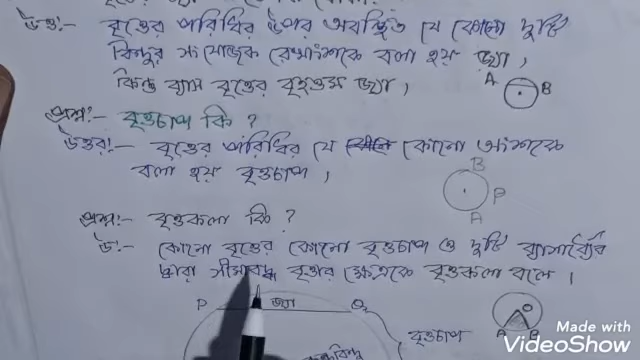 উত্তঃ- বৃত্তের পরিধির উপর অবস্থিত যে কোনো দুটি
বিন্দুর সংযোজক রেখাংশকে বলা হয় জ্যা,
কিন্তু ব্যাস বৃত্তের বৃহত্তম জ্যা,
A B
প্রশ্নঃ- বৃত্তচাপ কি ?
উত্তরঃ- বৃত্তের পরিধির যে কোনো অংশকে
বলা হয় বৃত্তচাপ,
B
P
A
প্রশ্নঃ- বৃত্তকলা কি ?
উঃ- কোনো বৃত্তের কোনো বৃত্তচাপ ও দুটি ব্যাসার্ধের
দ্বারা সীমাবদ্ধ বৃত্তার ক্ষেত্রকে বৃত্তকলা বলে ।
P জ্যা Q
O
A B
বৃত্তচাপ
Made with
VideoShow